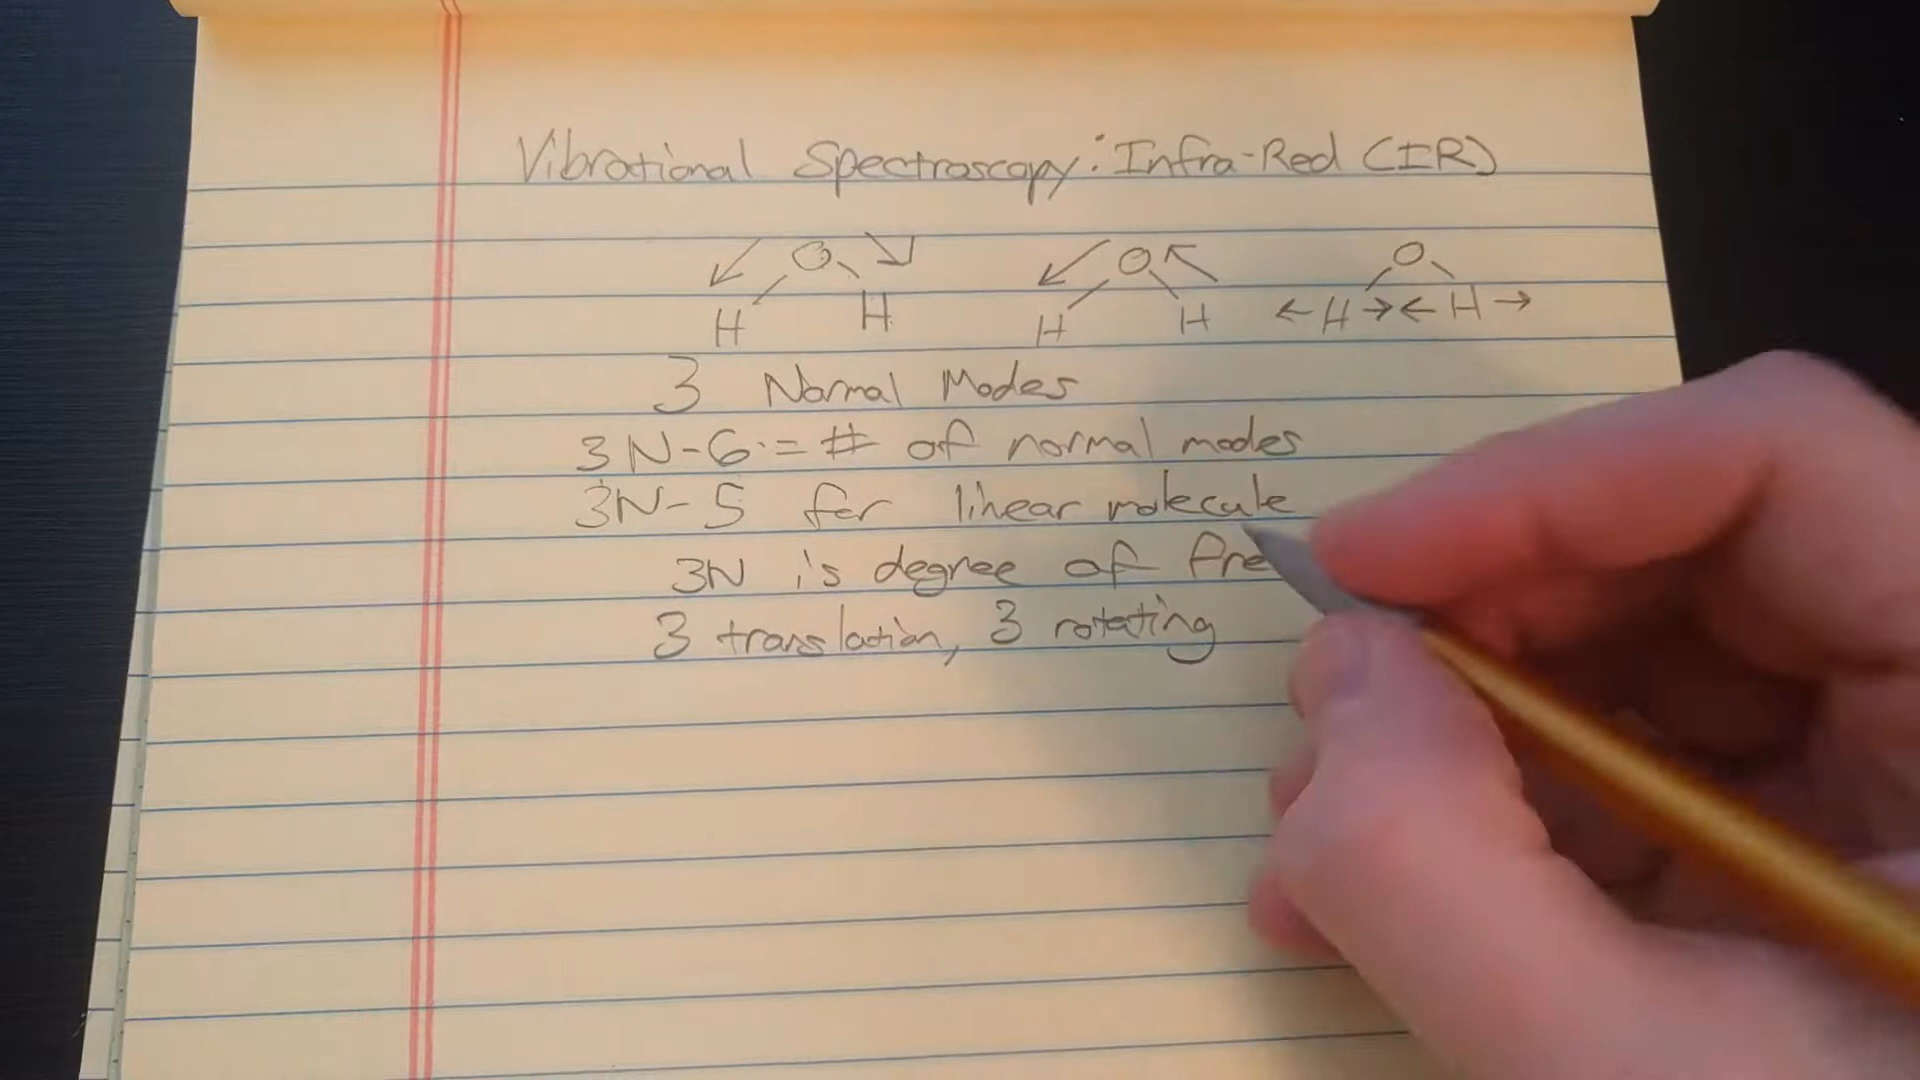 Vibrational Spectroscopy: Infra-Red (IR)
O O O
H H H H ← H → ← H →
3 Normal Modes
3N-6 = # of normal modes
3N-5 for linear molecule
3N is degree of fre
3 translation, 3 rotating